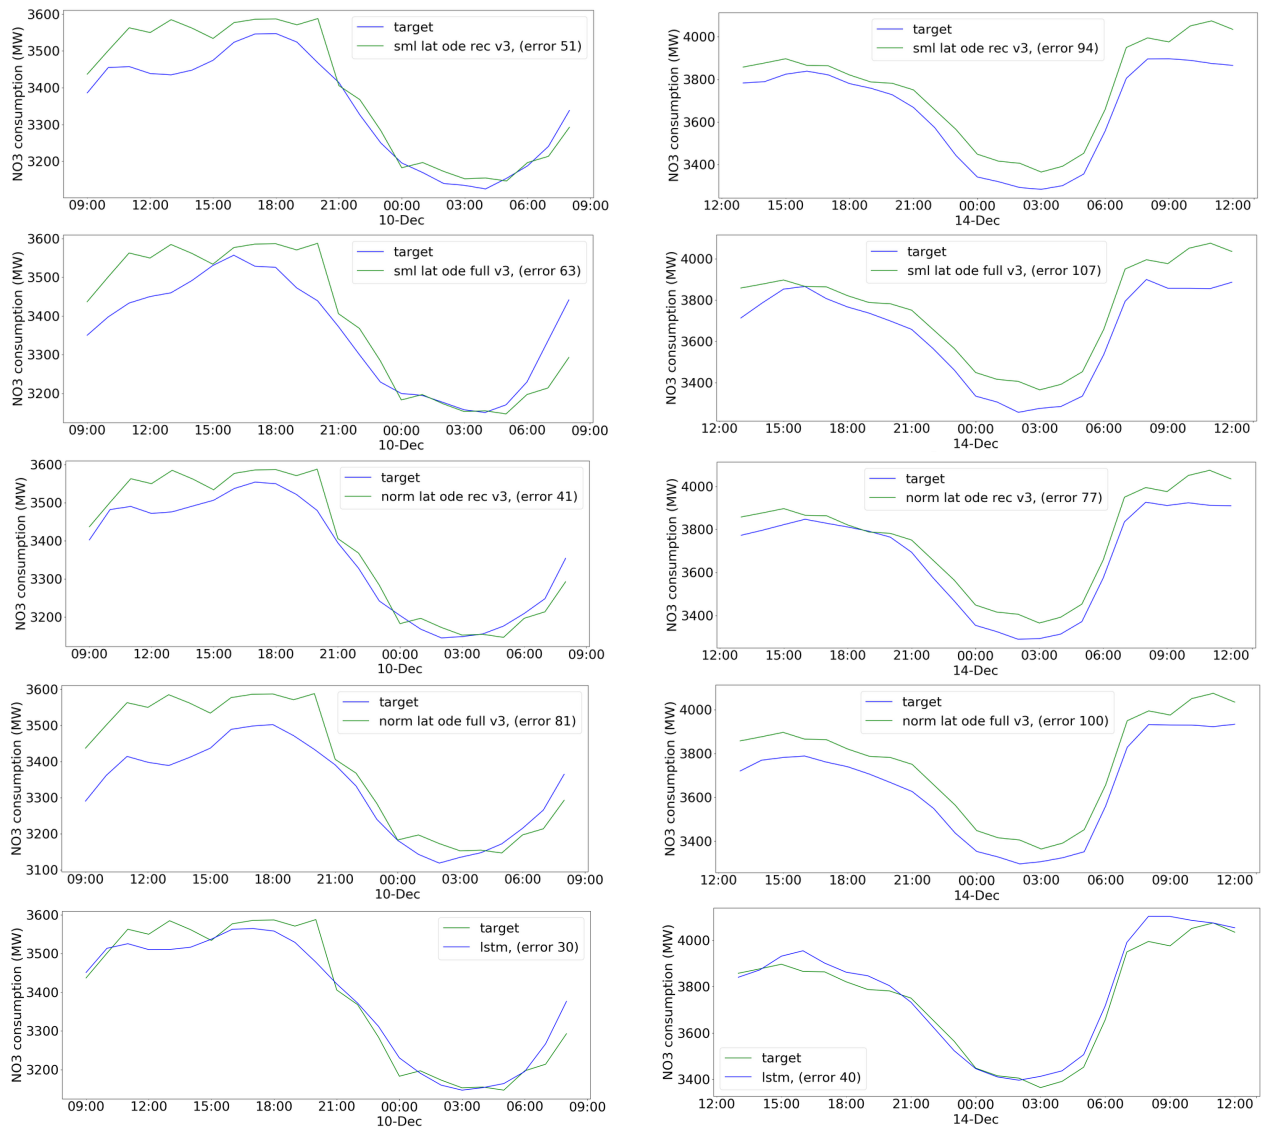 NO3 consumption (MW)
3600
3500
3400
3300
3200
target
sml lat ode rec v3, (error 51)
09:00 12:00 15:00 18:00 21:00 00:00 03:00 06:00 09:00
10-Dec
NO3 consumption (MW)
4000
3800
3600
3400
target
sml lat ode rec v3, (error 94)
12:00 15:00 18:00 21:00 00:00 03:00 06:00 09:00 12:00
14-Dec
NO3 consumption (MW)
3600
3500
3400
3300
3200
target
sml lat ode full v3, (error 63)
09:00 12:00 15:00 18:00 21:00 00:00 03:00 06:00 09:00
10-Dec
NO3 consumption (MW)
4000
3800
3600
3400
target
sml lat ode full v3, (error 107)
12:00 15:00 18:00 21:00 00:00 03:00 06:00 09:00 12:00
14-Dec
NO3 consumption (MW)
3600
3500
3400
3300
3200
target
norm lat ode rec v3, (error 41)
09:00 12:00 15:00 18:00 21:00 00:00 03:00 06:00 09:00
10-Dec
NO3 consumption (MW)
4000
3800
3600
3400
target
norm lat ode rec v3, (error 77)
12:00 15:00 18:00 21:00 00:00 03:00 06:00 09:00 12:00
14-Dec
NO3 consumption (MW)
3600
3500
3400
3300
3200
3100
target
norm lat ode full v3, (error 81)
09:00 12:00 15:00 18:00 21:00 00:00 03:00 06:00 09:00
10-Dec
NO3 consumption (MW)
4000
3800
3600
3400
target
norm lat ode full v3, (error 100)
12:00 15:00 18:00 21:00 00:00 03:00 06:00 09:00 12:00
14-Dec
NO3 consumption (MW)
3600
3500
3400
3300
3200
target
lstm, (error 30)
09:00 12:00 15:00 18:00 21:00 00:00 03:00 06:00 09:00
10-Dec
NO3 consumption (MW)
4000
3800
3600
3400
target
lstm, (error 40)
12:00 15:00 18:00 21:00 00:00 03:00 06:00 09:00 12:00
14-Dec